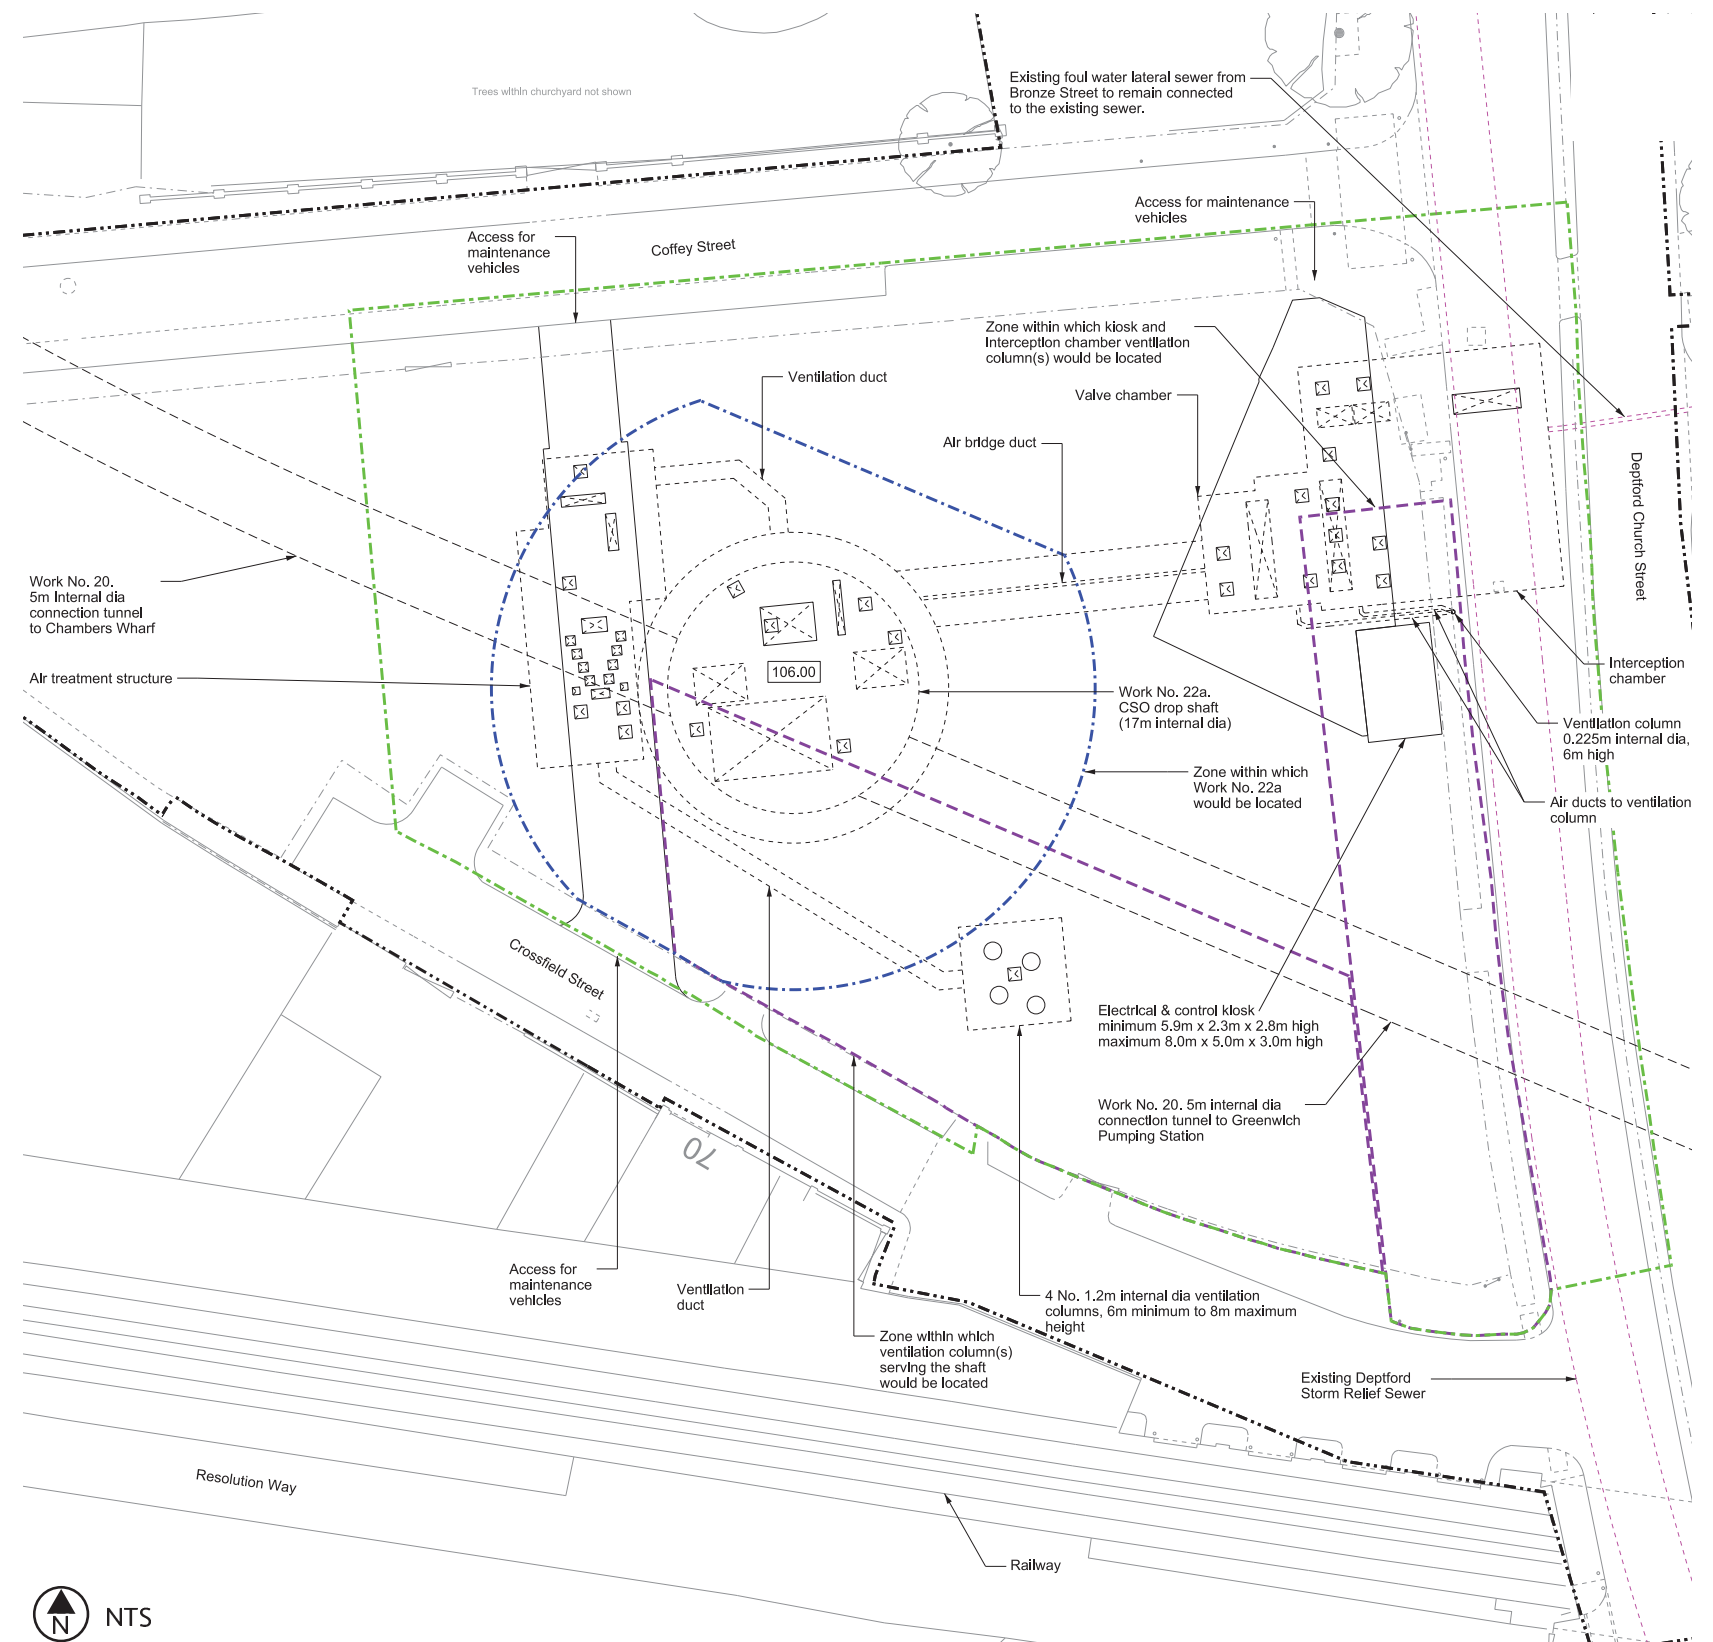 Existing foul water lateral sewer from
Bronze Street to remain connected
to the existing sewer.
Trees within churchyard not shown
Access for maintenance
vehicles
Access for
maintenance
vehicles
Coffey Street
Zone within which kiosk and
Interception chamber ventilation
column(s) would be located
Ventilation duct
Valve chamber
Air bridge duct
Deptford Church Street
Work No. 20.
5m Internal dia
connection tunnel
to Chambers Wharf
Air treatment structure
106.00
Work No. 22a.
CSO drop shaft
(17m internal dia)
Interception
chamber
Ventilation column
0.225m internal dia,
6m high
Zone within which
Work No. 22a
would be located
Air ducts to ventilation
column
Crossfield Street
Electrical & control kiosk
minimum 5.9m x 2.3m x 2.8m high
maximum 8.0m x 5.0m x 3.0m high
Work No. 20. 5m internal dia
connection tunnel to Greenwich
Pumping Station
70
Access for
maintenance
vehicles
Ventilation
duct
4 No. 1.2m internal dia ventilation
columns, 6m minimum to 8m maximum
height
Zone within which
ventilation column(s)
serving the shaft
would be located
Existing Deptford
Storm Relief Sewer
Resolution Way
Railway
N
NTS